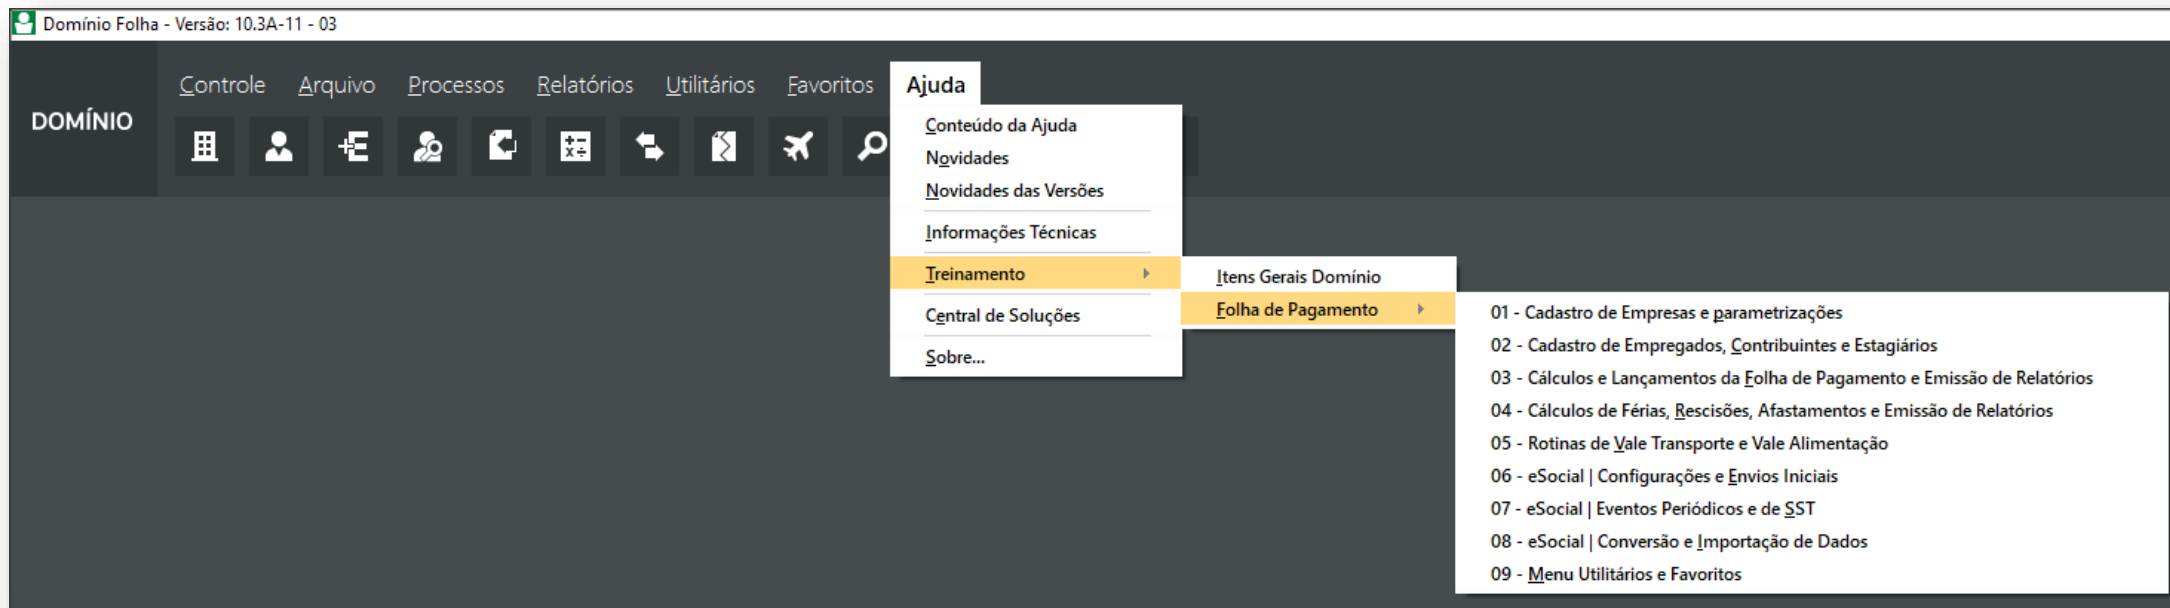 Domínio Folha - Versão: 10.3A-11 - 03
DOMÍNIO
Controle Arquivo Processos Relatórios Utilitários Favoritos Ajuda
Conteúdo da Ajuda
Novidades
Novidades das Versões
Informações Técnicas
Treinamento
Central de Soluções
Sobre...
Itens Gerais Domínio
Folha de Pagamento
01 - Cadastro de Empresas e parametrizações
02 - Cadastro de Empregados, Contribuintes e Estagiários
03 - Cálculos e Lançamentos da Folha de Pagamento e Emissão de Relatórios
04 - Cálculos de Férias, Rescisões, Afastamentos e Emissão de Relatórios
05 - Rotinas de Vale Transporte e Vale Alimentação
06 - eSocial | Configurações e Envios Iniciais
07 - eSocial | Eventos Periódicos e de SST
08 - eSocial | Conversão e Importação de Dados
09 - Menu Utilitários e Favoritos